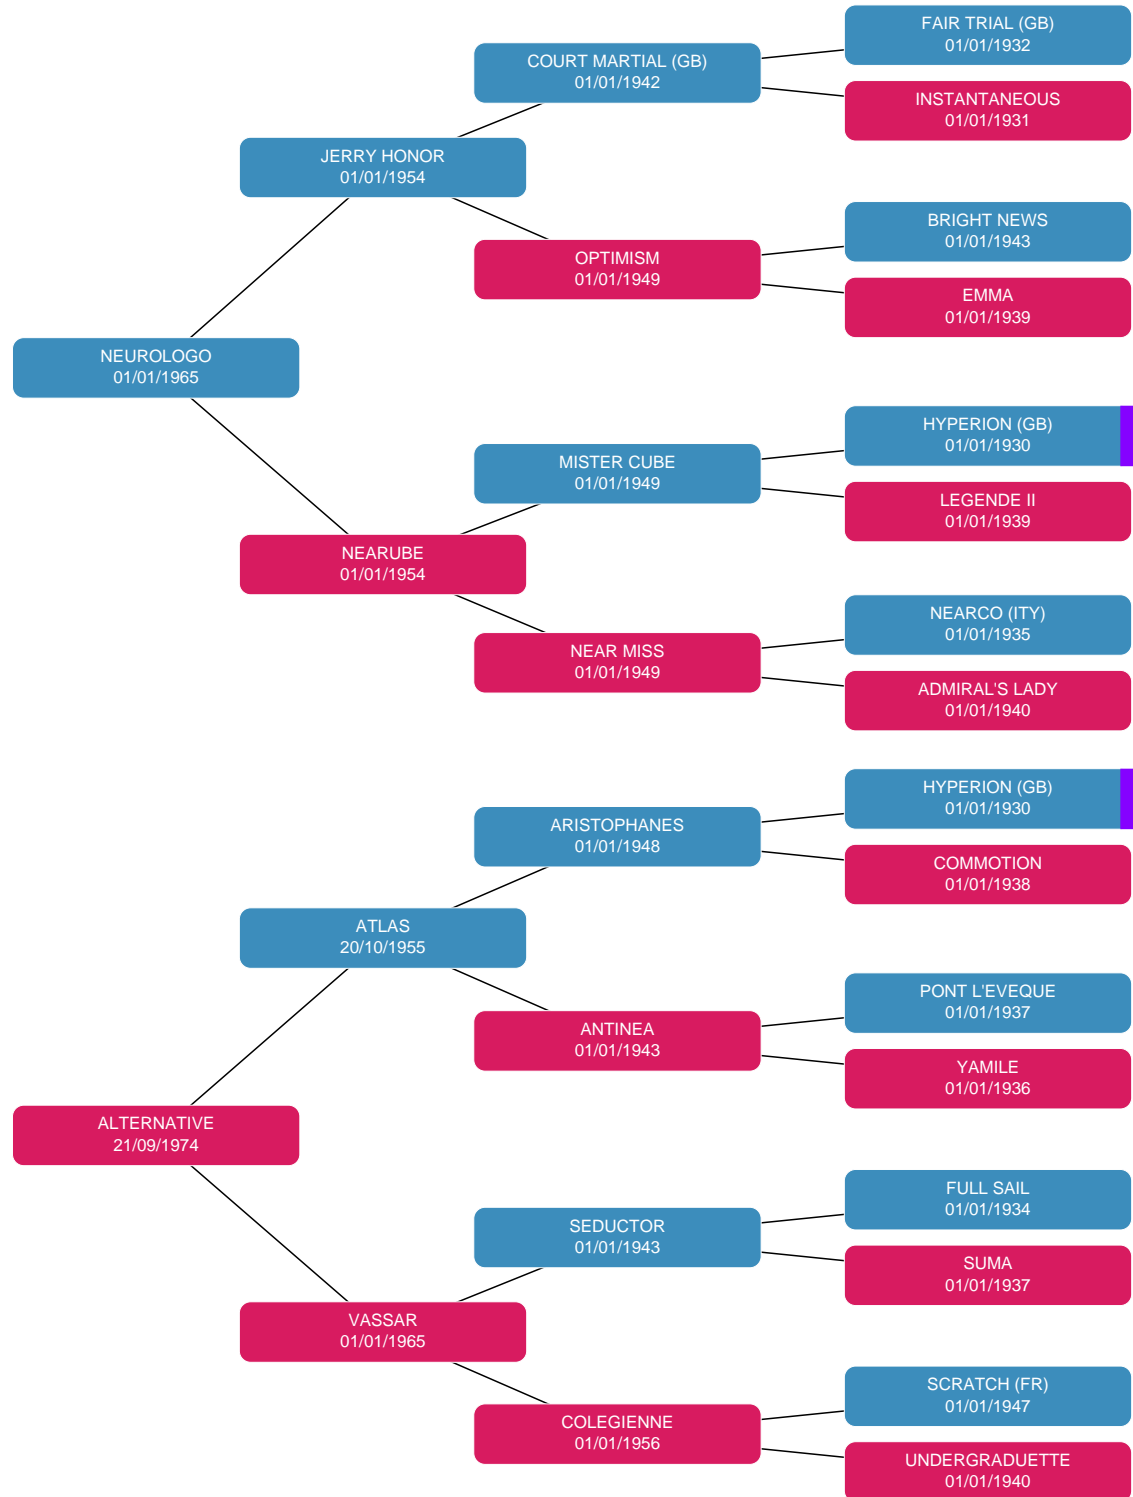 FAIR TRIAL (GB)
01/01/1932
COURT MARTIAL (GB)
01/01/1942
INSTANTANEOUS
01/01/1931
JERRY HONOR
01/01/1954
BRIGHT NEWS
01/01/1943
OPTIMISM
01/01/1949
EMMA
01/01/1939
NEUROLOGO
01/01/1965
HYPERION (GB)
01/01/1930
MISTER CUBE
01/01/1949
LEGENDE II
01/01/1939
NEARUBE
01/01/1954
NEARCO (ITY)
01/01/1935
NEAR MISS
01/01/1949
ADMIRAL'S LADY
01/01/1940
HYPERION (GB)
01/01/1930
ARISTOPHANES
01/01/1948
COMMOTION
01/01/1938
ATLAS
20/10/1955
PONT L'EVEQUE
01/01/1937
ANTINEA
01/01/1943
YAMILE
01/01/1936
ALTERNATIVE
21/09/1974
FULL SAIL
01/01/1934
SEDUCTOR
01/01/1943
SUMA
01/01/1937
VASSAR
01/01/1965
SCRATCH (FR)
01/01/1947
COLEGIENNE
01/01/1956
UNDERGRADUETTE
01/01/1940